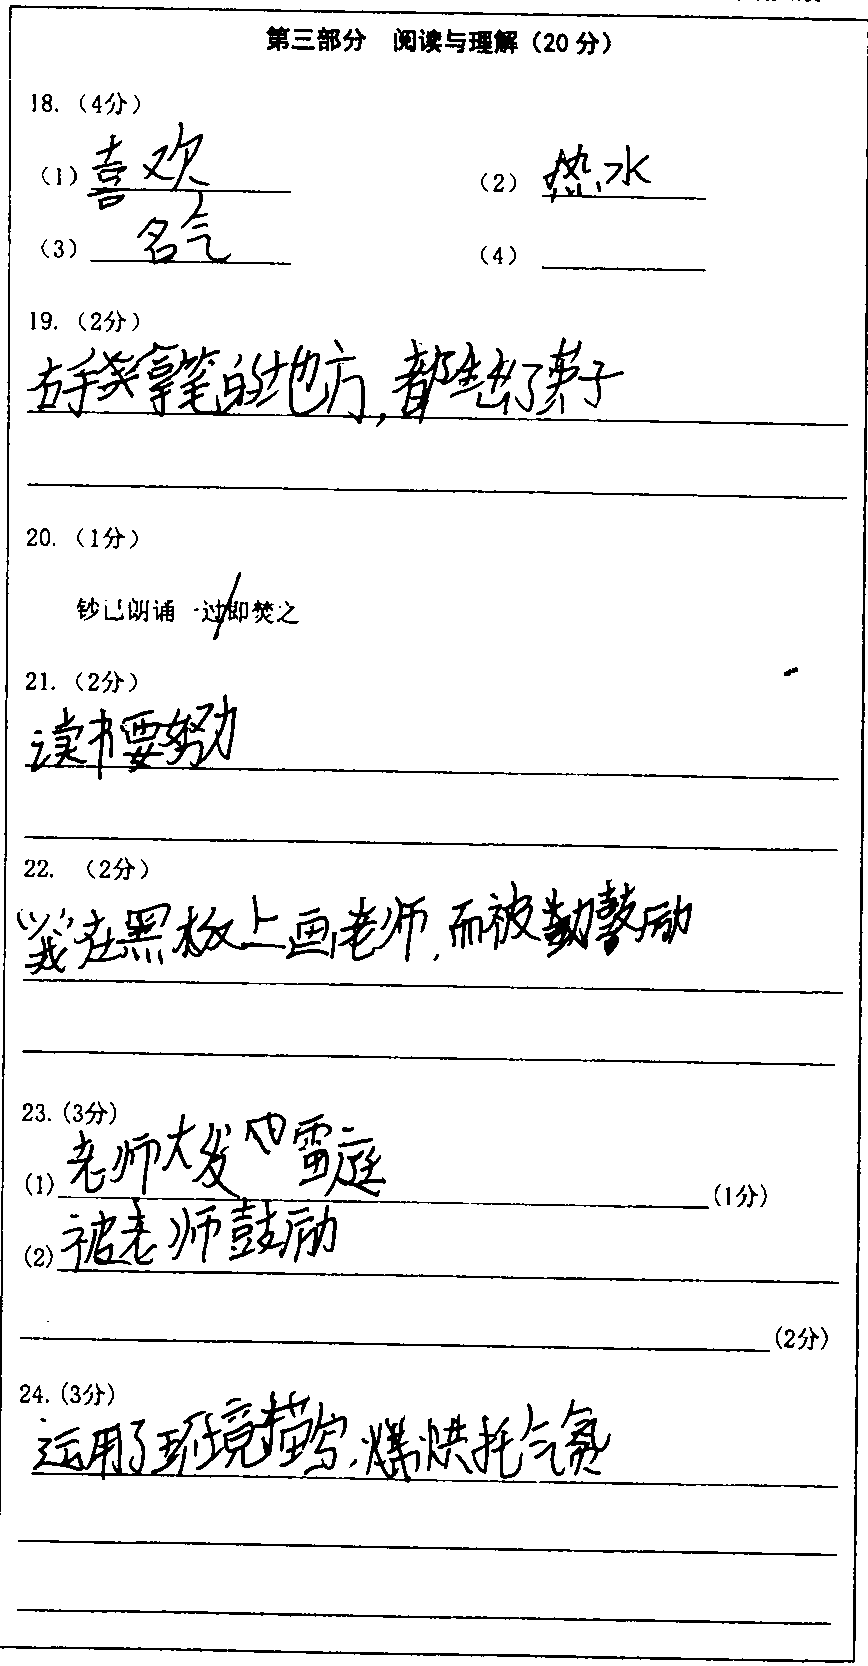 第三部分 阅读与理解（20分）
18.（4分）
（1）喜欢 （2）热水
（3）名气 （4）
19.（2分）
右手拿笔的地方，都生出了茧子
20.（1分）
钞已朗诵一过/即焚之
21.（2分）
读书要努力
22.（2分）
“我”在黑板上画老师，而被鼓励
23.(3分)
(1)老师大发雷庭 (1分)
(2)被老师鼓励
(2分)
24.(3分)
运用了环境描写，烘托气氛